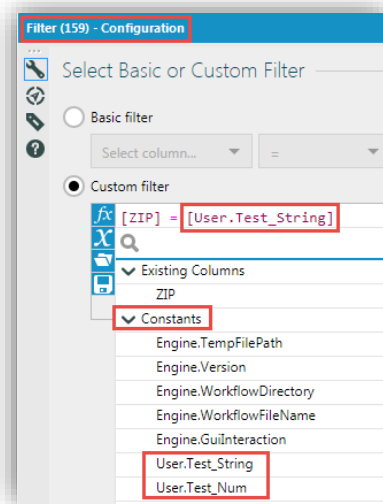 Filter (159) - Configuration
Select Basic or Custom Filter
Basic filter
Select column... =
Custom filter
fx [ZIP] = [User.Test_String]
X
Existing Columns
ZIP
Constants
Engine.TempFilePath
Engine.Version
Engine.WorkflowDirectory
Engine.WorkflowFileName
Engine.GuiInteraction
User.Test_String
User.Test_Num